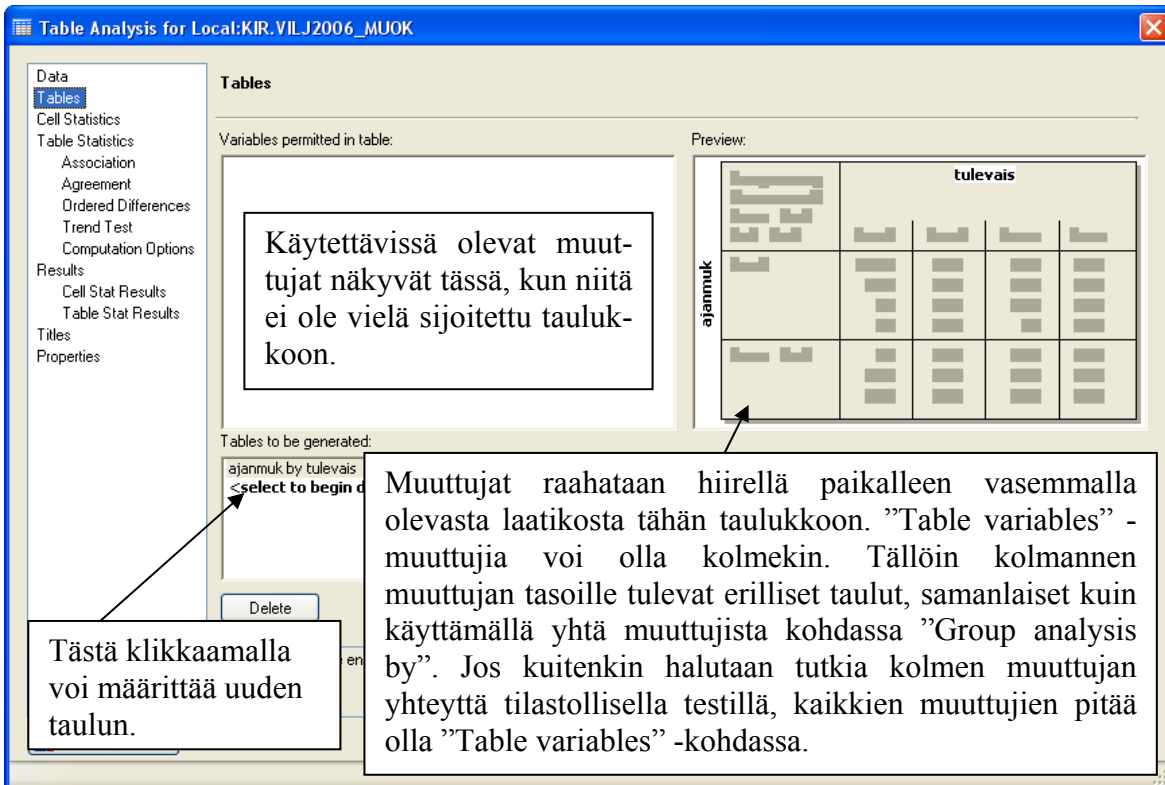 Table Analysis for Local:KIR.VILJ2006_MUOK
Data
Tables
Cell Statistics
Table Statistics
Association
Agreement
Ordered Differences
Trend Test
Computation Options
Results
Cell Stat Results
Table Stat Results
Titles
Properties
Tables
Variables permitted in table:
Käytettävissä olevat muut-
tujat näkyvät tässä, kun niitä
ei ole vielä sijoitettu tauluk-
koon.
Preview:
tulevais
ajanmuk
Tables to be generated:
ajanmuk by tulevais
<select to begin d
Delete
en
Tästä klikkaamalla
voi määrittää uuden
taulun.
Muuttujat raahataan hiirellä paikalleen vasemmalla
olevasta laatikosta tähän taulukkoon. ”Table variables” -
muuttujia voi olla kolmekin. Tällöin kolmannen
muuttujan tasoille tulevat erilliset taulut, samanlaiset kuin
käyttämällä yhtä muuttujista kohdassa ”Group analysis
by”. Jos kuitenkin halutaan tutkia kolmen muuttujan
yhteyttä tilastollisella testillä, kaikkien muuttujien pitää
olla ”Table variables” -kohdassa.